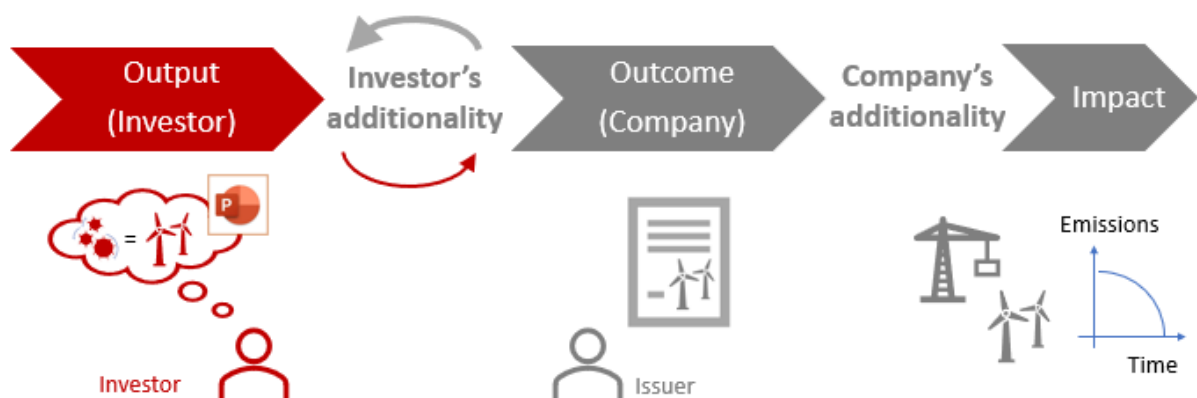 Output
(Investor)
Investor's
additionality
Outcome
(Company)
Company's
additionality
Impact
P
=
Emissions
Time
Investor
Issuer